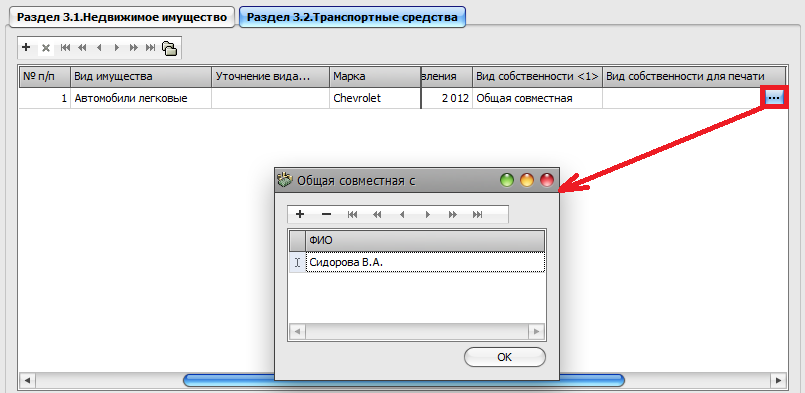 Раздел 3.1.Недвижимое имущество Раздел 3.2.Транспортные средства
№ п/п Вид имущества Уточнение вида... Марка вления Вид собственности <1> Вид собственности для печати
1 Автомобили легковые Chevrolet 2 012 Общая совместная ...
Общая совместная с
ФИО
Сидорова В.А.
OK